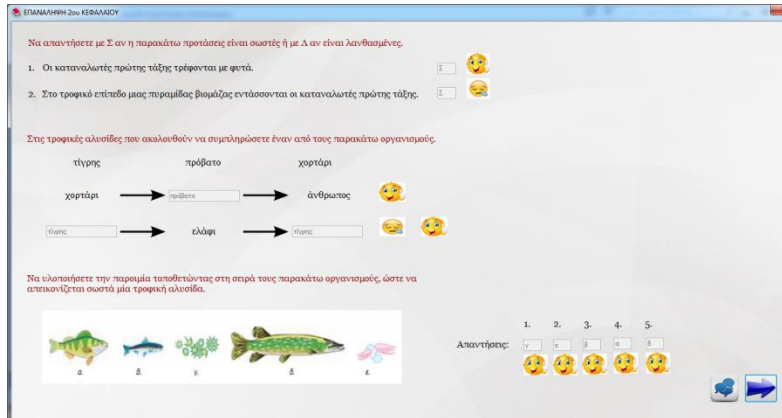 ΕΠΑΝΑΛΗΨΗ 2ου ΚΕΦΑΛΑΙΟΥ
Να απαντήσετε με Σ αν η παρακάτω προτάσεις είναι σωστές ή με Λ αν είναι λανθασμένες.
1. Οι καταναλωτές πρώτης τάξης τρέφονται με φυτά. Σ
2. Στο τροφικό επίπεδο μιας πυραμίδας βιομάζας εντάσσονται οι καταναλωτές πρώτης τάξης. Σ
Στις τροφικές αλυσίδες που ακολουθούν να συμπληρώσετε έναν από τους παρακάτω οργανισμούς.
τίγρης πρόβατο χορτάρι
χορτάρι πρόβατο άνθρωπος
τίγρης ελάφι τίγρης
Να υλοποιήσετε την παροιμία τοποθετώντας στη σειρά τους παρακάτω οργανισμούς, ώστε να
απεικονίζεται σωστά μία τροφική αλυσίδα.
1. 2. 3. 4. 5.
Απαντήσεις: γ ε β α δ
α. β. γ. δ. ε.